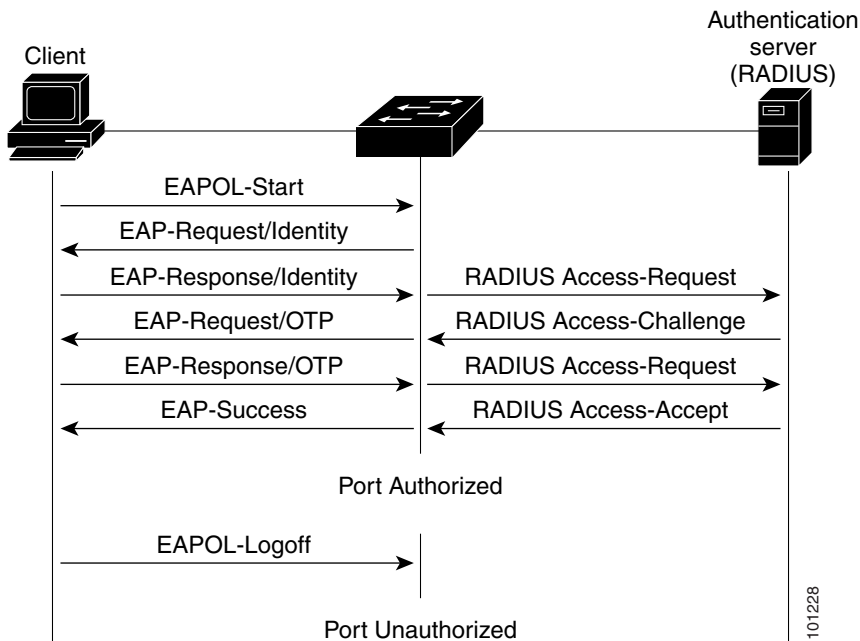 Authentication
server
(RADIUS)
Client
EAPOL-Start
EAP-Request/Identity
EAP-Response/Identity
RADIUS Access-Request
EAP-Request/OTP
RADIUS Access-Challenge
EAP-Response/OTP
RADIUS Access-Request
EAP-Success
RADIUS Access-Accept
Port Authorized
EAPOL-Logoff
Port Unauthorized
101228